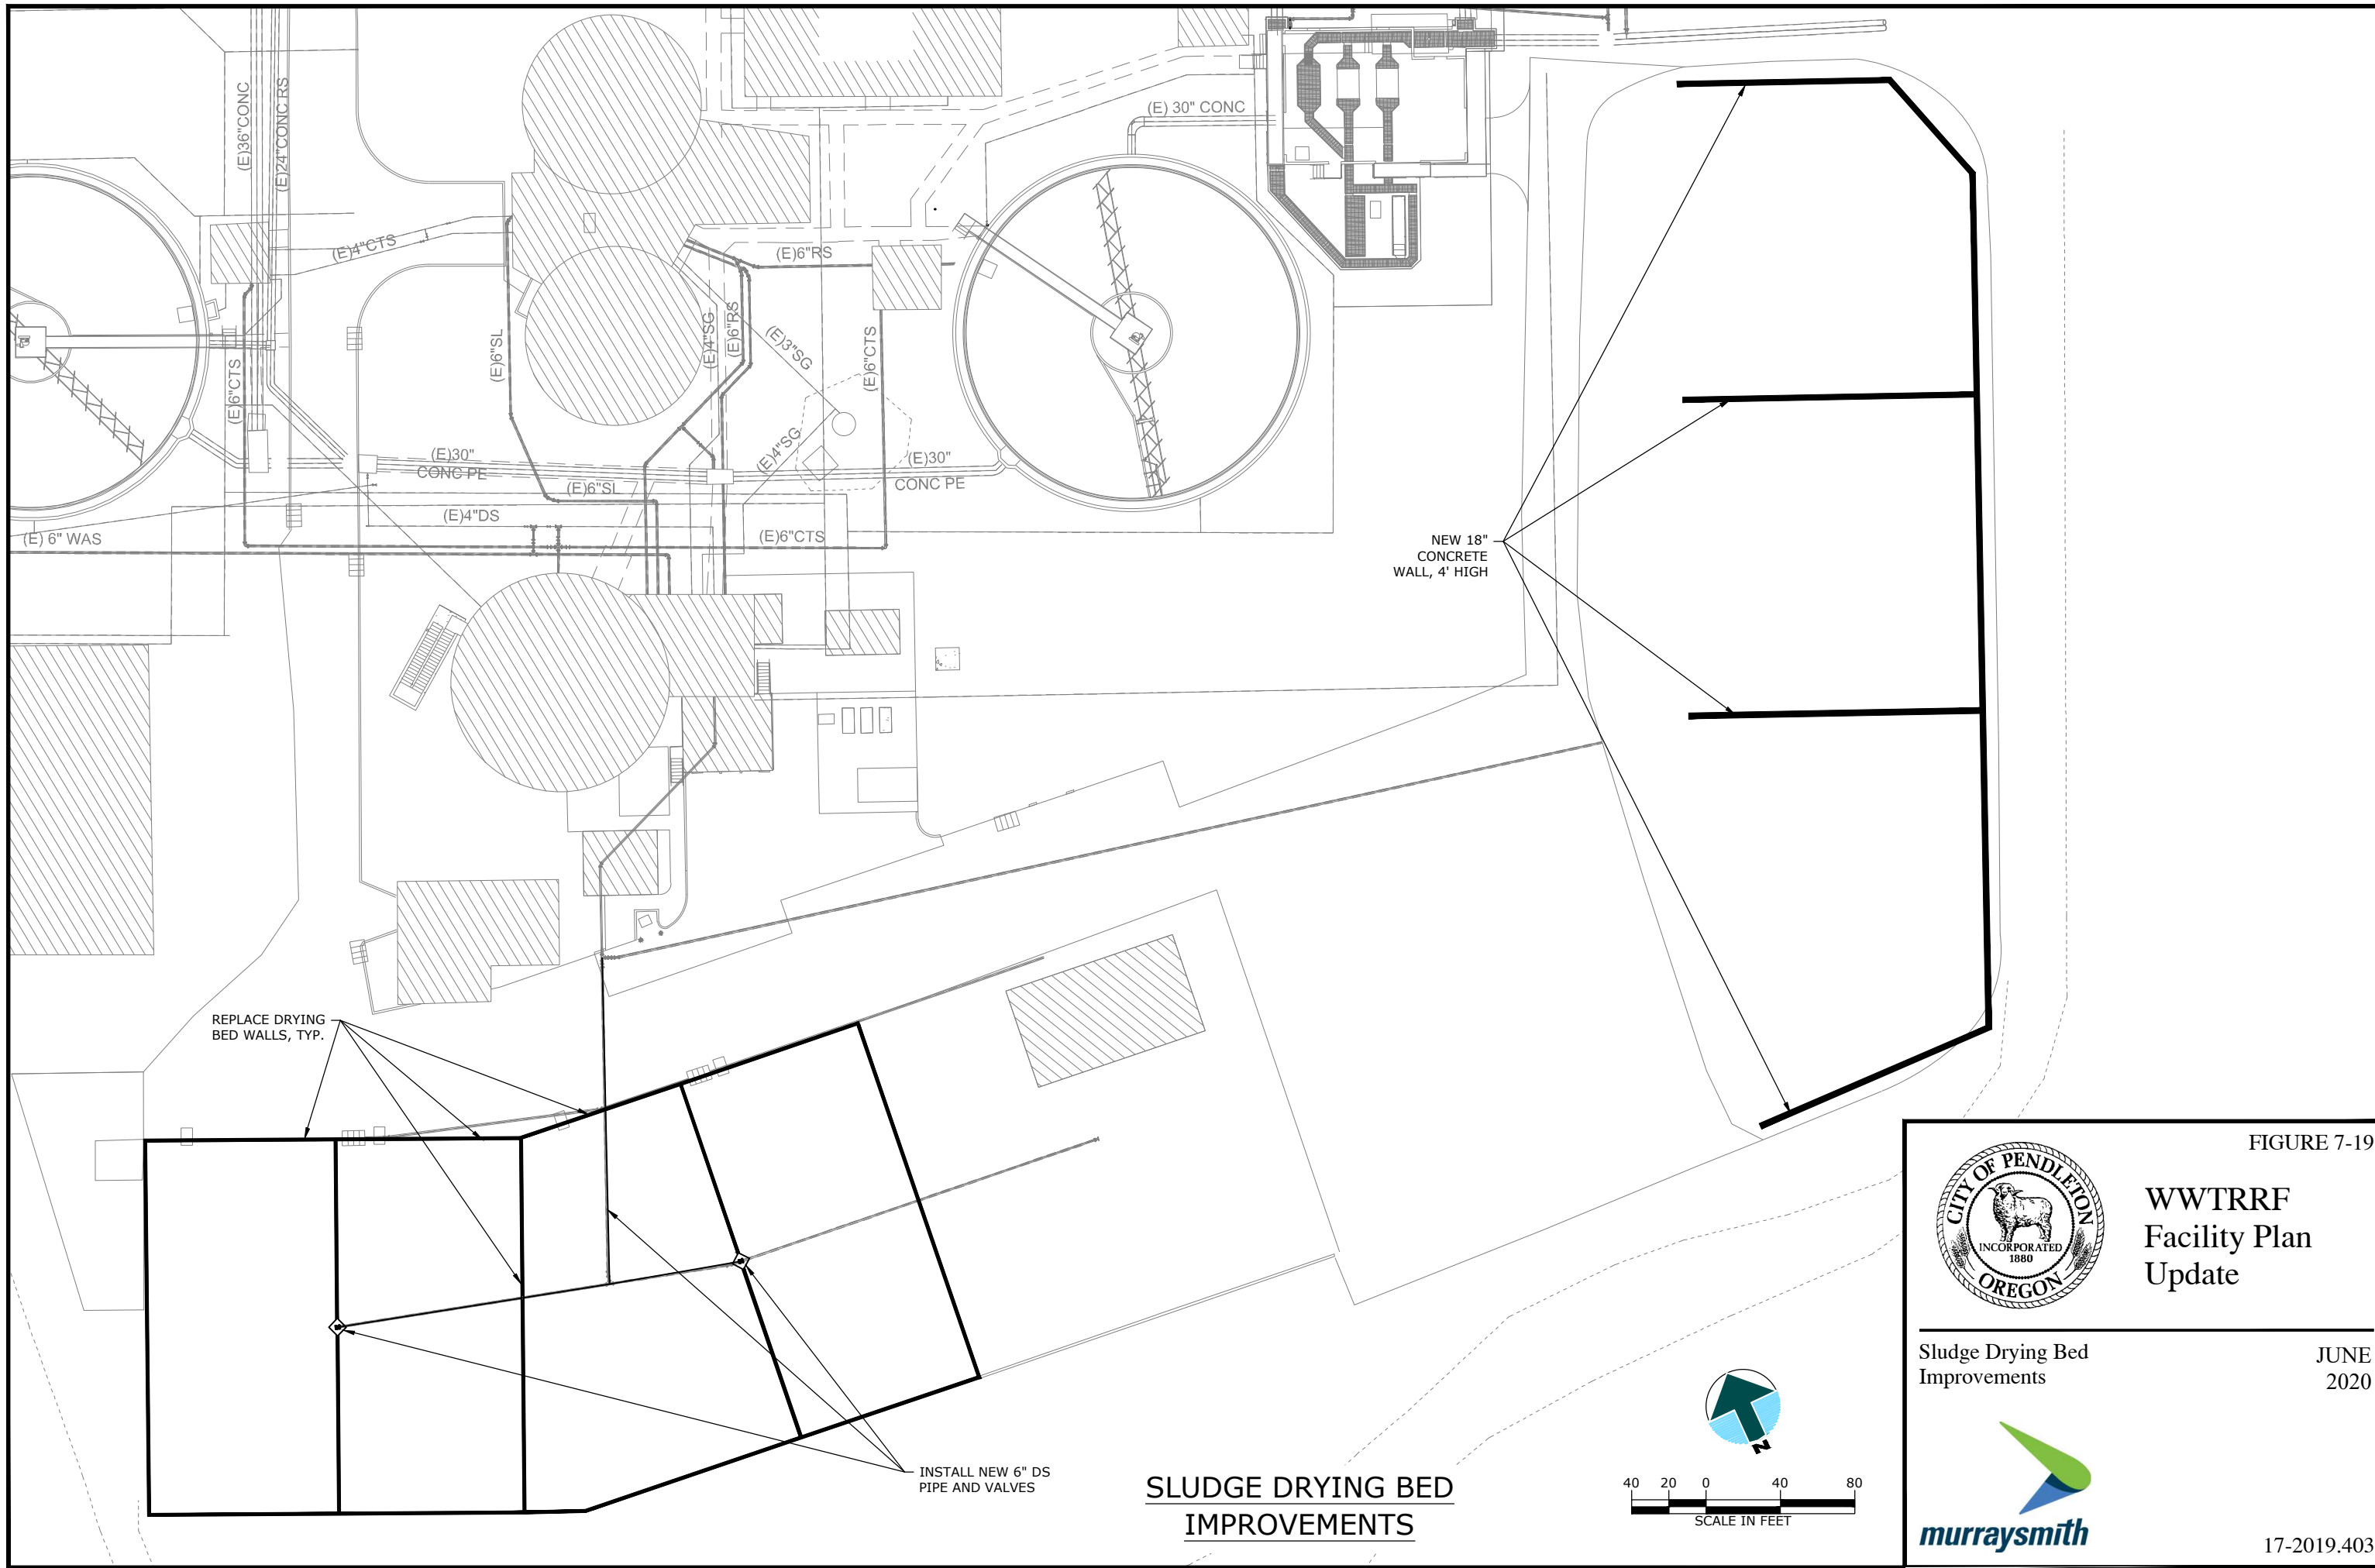 (E)36"CONC
(E)24"CONC RS
(E) 30" CONC
(E)4"CTS
(E)6"RS
(E)6"SL
(E)4"SG
(E)6"RS
(E)3"SG
(E)6"CTS
(E)6"CTS
(E)30"
CONC PE
(E)4"SG
(E)30"
CONC PE
(E)6"SL
(E)4"DS
(E)6"CTS
(E) 6" WAS
NEW 18"
CONCRETE
WALL, 4' HIGH
REPLACE DRYING
BED WALLS, TYP.
INSTALL NEW 6" DS
PIPE AND VALVES
SLUDGE DRYING BED
IMPROVEMENTS
N
40 20 0 40 80
SCALE IN FEET
FIGURE 7-19
CITY OF PENDLETON
INCORPORATED
1880
OREGON
WWTRRF
Facility Plan
Update
Sludge Drying Bed
Improvements
JUNE
2020
murraysmith
17-2019.403